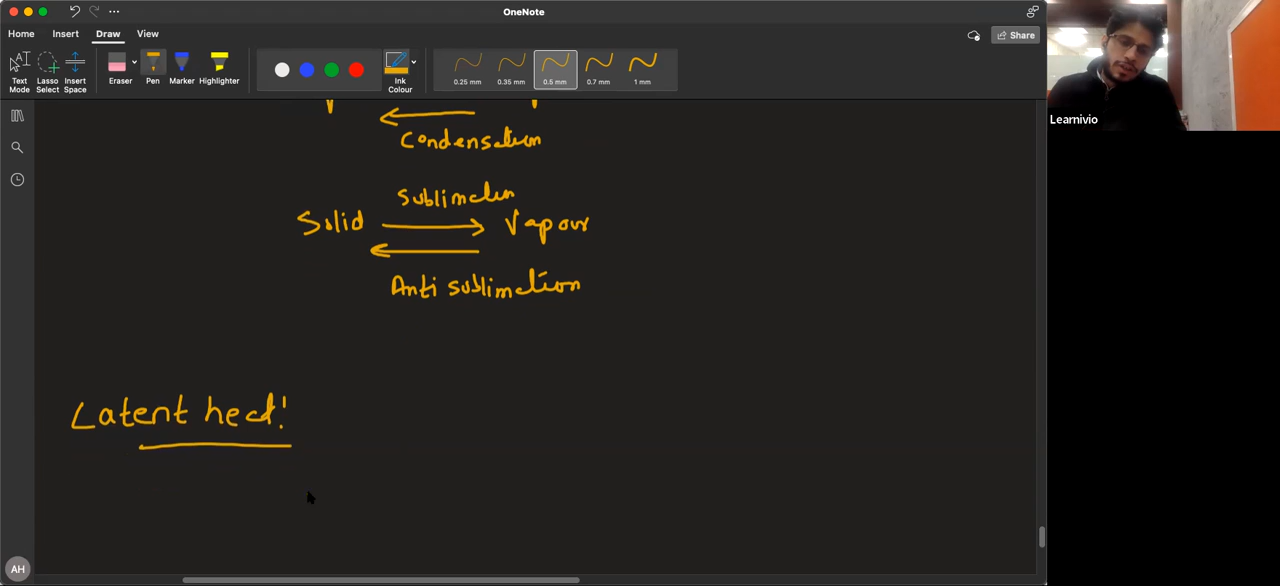 OneNote
Home Insert Draw View
Share
Text Mode
Lasso Select
Insert Space
Eraser
Pen
Marker
Highlighter
Ink Colour
0.25 mm
0.35 mm
0.5 mm
0.7 mm
1 mm
Learnivio
Condensation
Sublimation
Solid Vapour
Anti sublimation
Latent heat!
AH